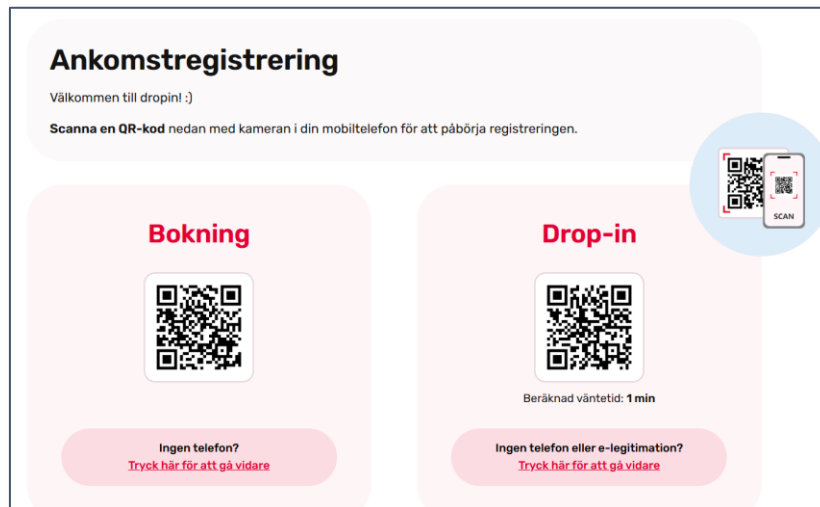 Ankomstregistrering
Välkommen till dropin! :)
Scanna en QR-kod nedan med kameran i din mobiltelefon för att påbörja registreringen.
SCAN
Bokning
Ingen telefon?
Tryck här för att gå vidare
Drop-in
Beräknad väntetid: 1 min
Ingen telefon eller e-legitimation?
Tryck här för att gå vidare